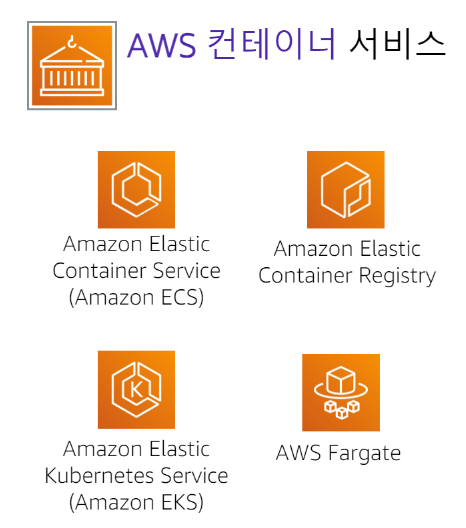 AWS 컨테이너 서비스
Amazon Elastic
Container Service
(Amazon ECS)
Amazon Elastic
Container Registry
K
Amazon Elastic
Kubernetes Service
(Amazon EKS)
AWS Fargate